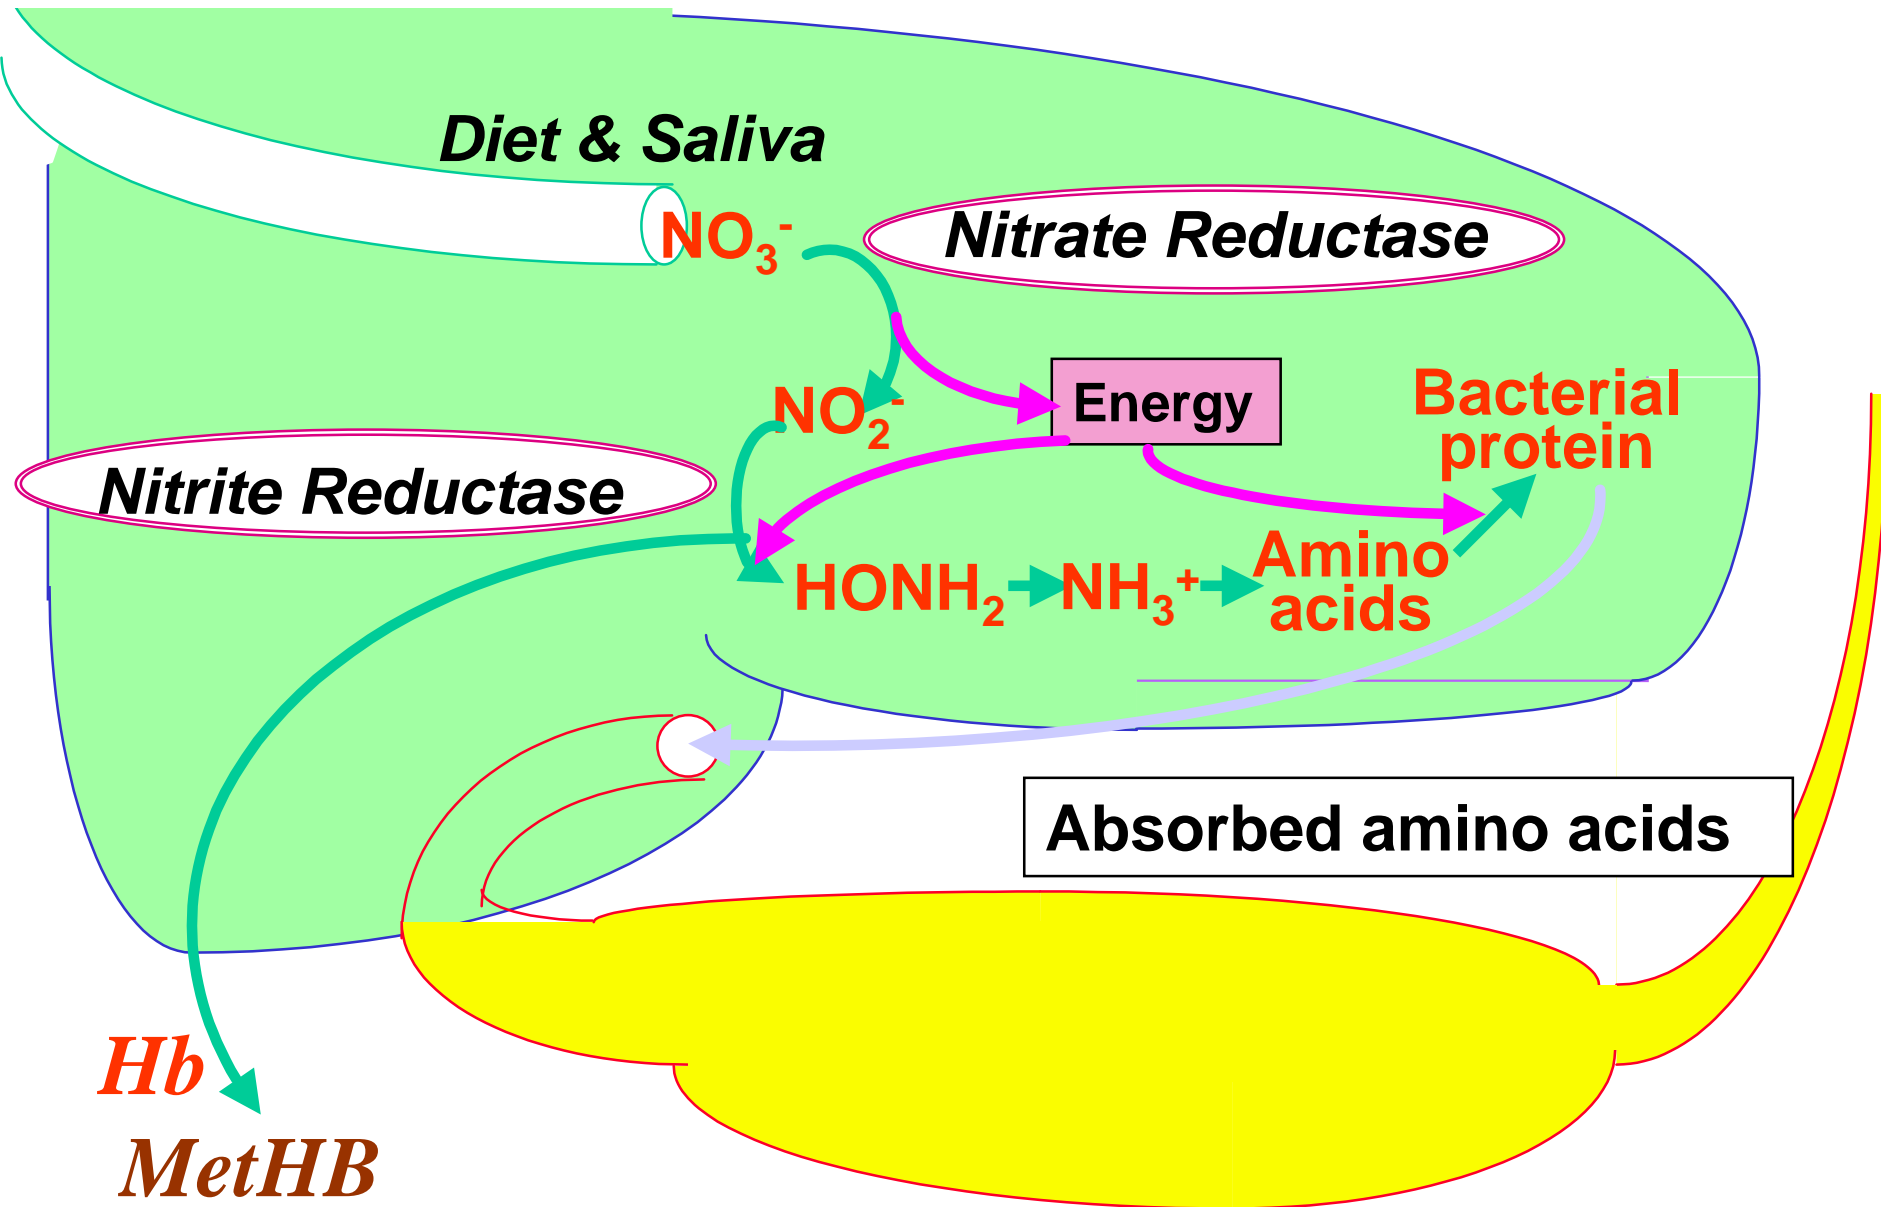 Diet & Saliva
NO₃⁻
Nitrate Reductase
Energy
NO₂⁻
Bacterial
protein
Nitrite Reductase
HONH₂
NH₃⁺
Amino
acids
Absorbed amino acids
Hb
MetHB